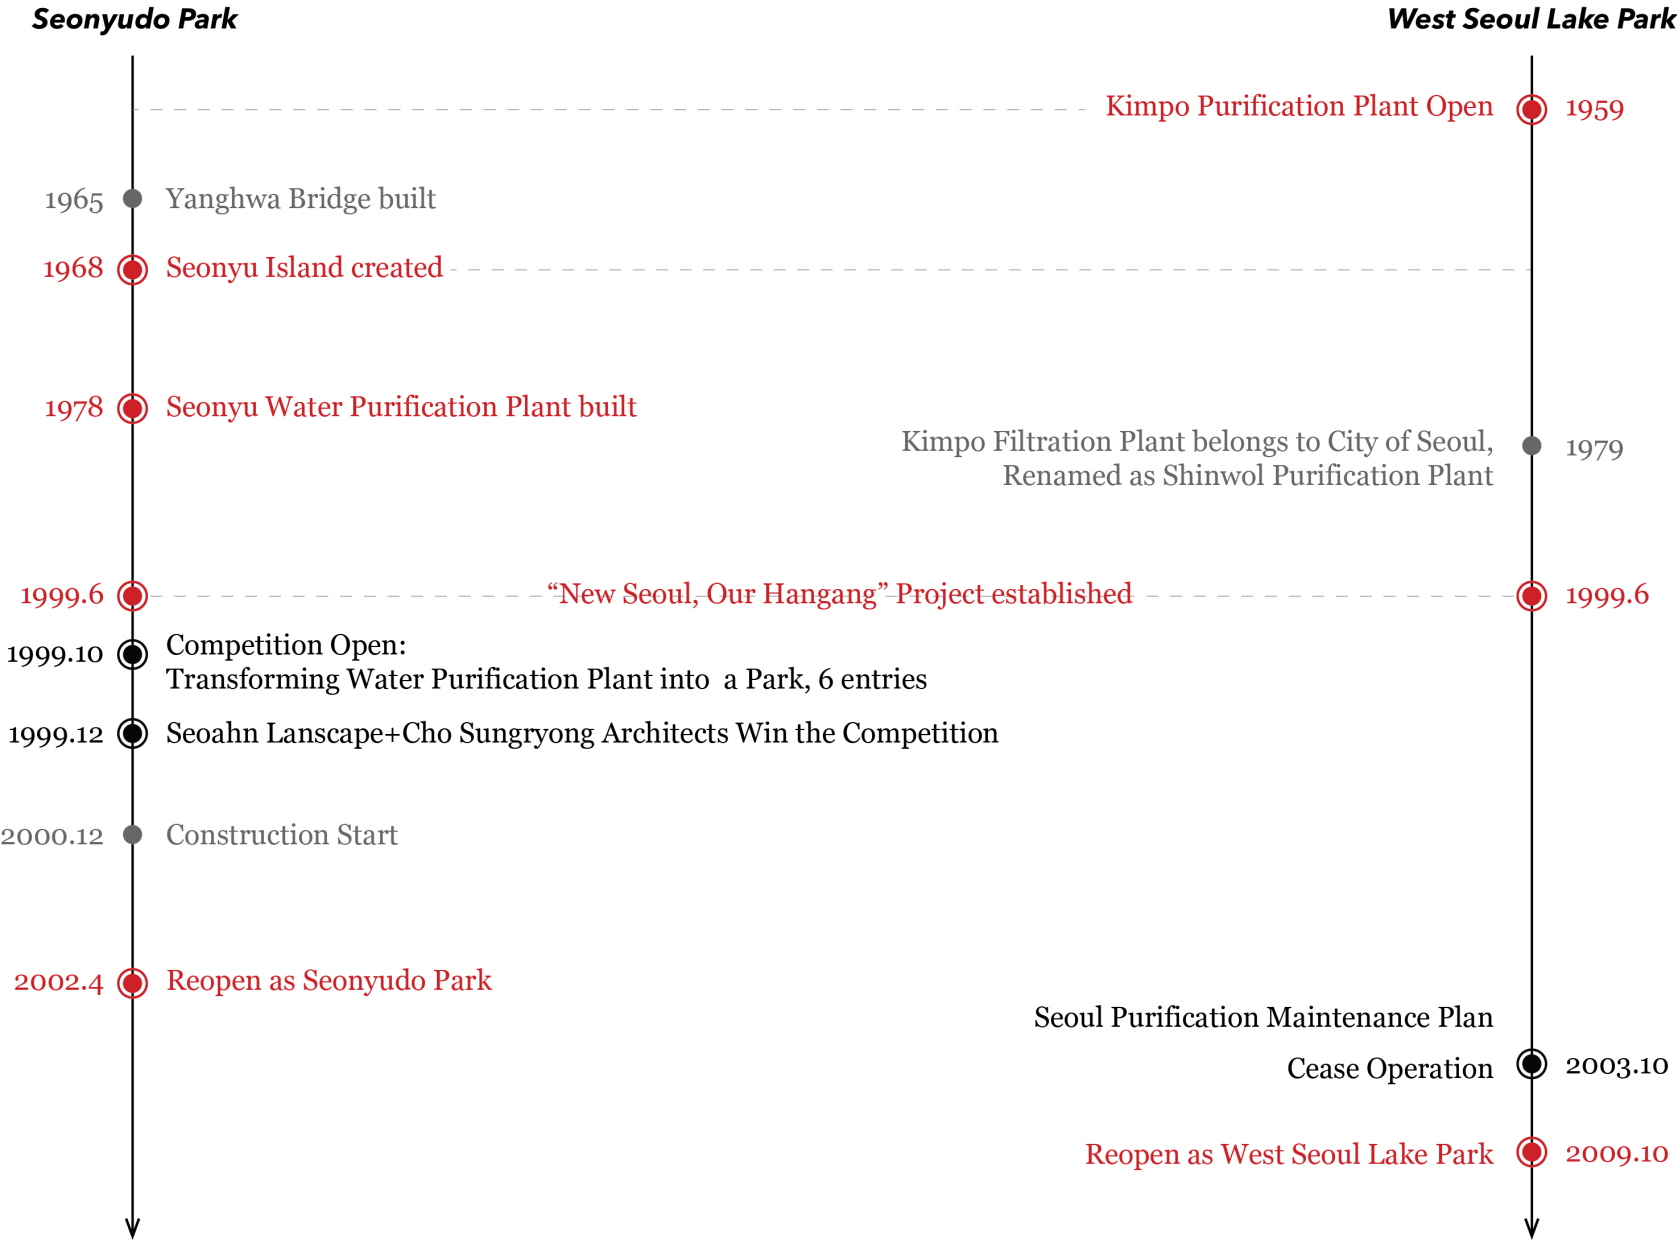 Seonyudo Park
West Seoul Lake Park
Kimpo Purification Plant Open 1959
1965 Yanghwa Bridge built
1968 Seonyu Island created
1978 Seonyu Water Purification Plant built
Kimpo Filtration Plant belongs to City of Seoul,
1979
Renamed as Shinwol Purification Plant
1999.6 “New Seoul, Our Hangang” Project established 1999.6
1999.10 Competition Open:
Transforming Water Purification Plant into a Park, 6 entries
1999.12 Seoahn Lanscape+Cho Sungryong Architects Win the Competition
2000.12 Construction Start
2002.4 Reopen as Seonyudo Park
Seoul Purification Maintenance Plan
Cease Operation 2003.10
Reopen as West Seoul Lake Park 2009.10